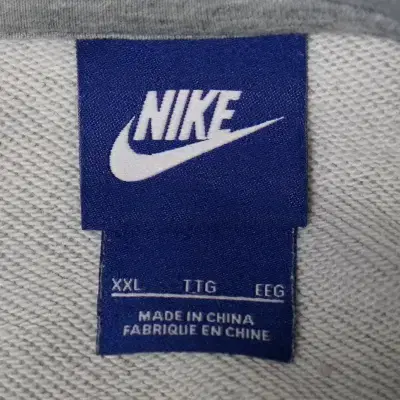 NIKE
XXL TTG EEG
MADE IN CHINA
FABRIQUE EN CHINE